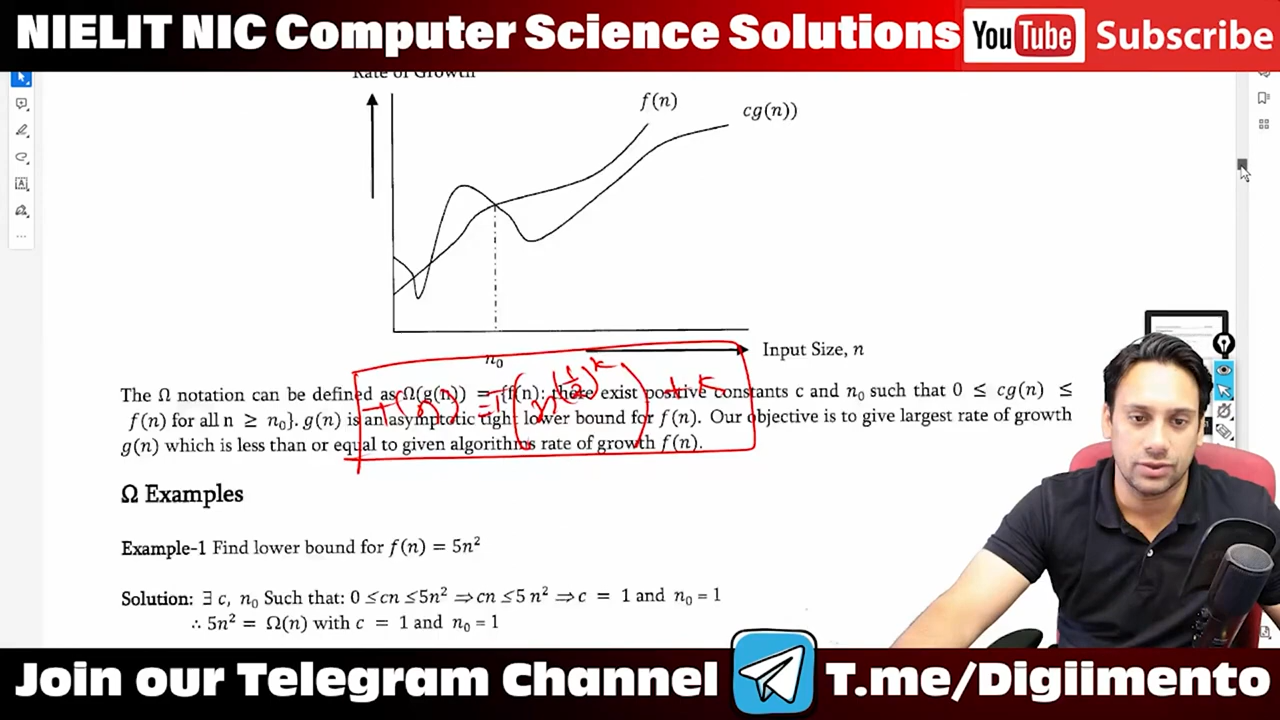 NIELIT NIC Computer Science Solutions YouTube Subscribe
Rate of Growth
f(n)
cg(n))
n₀
Input Size, n
The Ω notation can be defined as Ω(g(n)) = {f(n): there exist positive constants c and n₀ such that 0 ≤ cg(n) ≤
f(n) for all n ≥ n₀}. g(n) is an asymptotic tight lower bound for f(n). Our objective is to give largest rate of growth
g(n) which is less than or equal to given algorithms rate of growth f(n).
T(n) = T(n^(1/2)^k) + k
Ω Examples
Example-1 Find lower bound for f(n) = 5n²
Solution: ∃ c, n₀ Such that: 0 ≤cn ≤5n² ⇒cn ≤5 n² ⇒c = 1 and n₀ = 1
∴ 5n² = Ω(n) with c = 1 and n₀ = 1
Join our Telegram Channel T.me/Digiimento